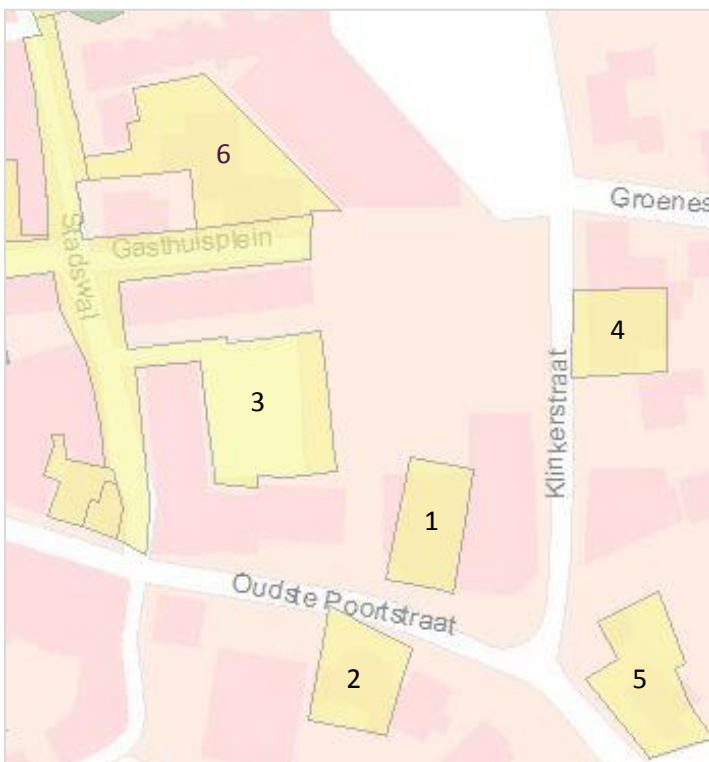 6
Groenes
Gasthuisplein
Stadswal
4
Klinkerstraat
3
1
Oudste Poortstraat
2
5